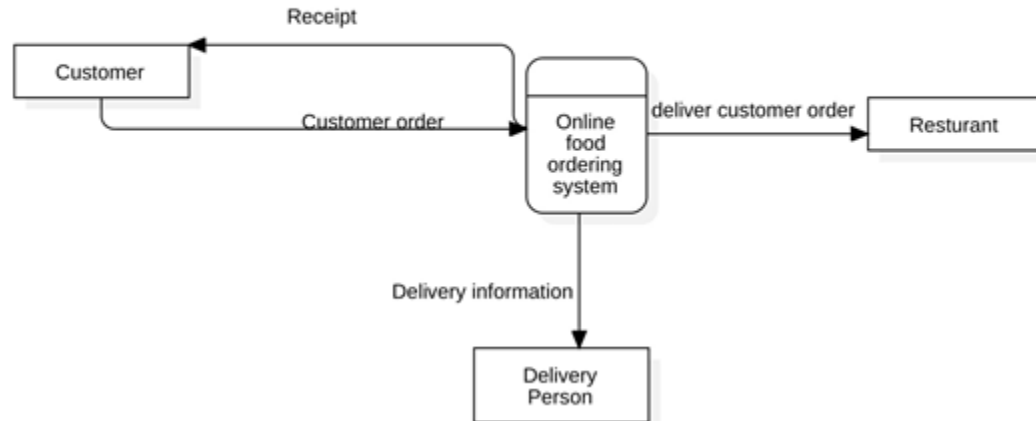 Receipt
Customer
Customer order
Online
food
ordering
system
deliver customer order
Resturant
Delivery information
Delivery
Person